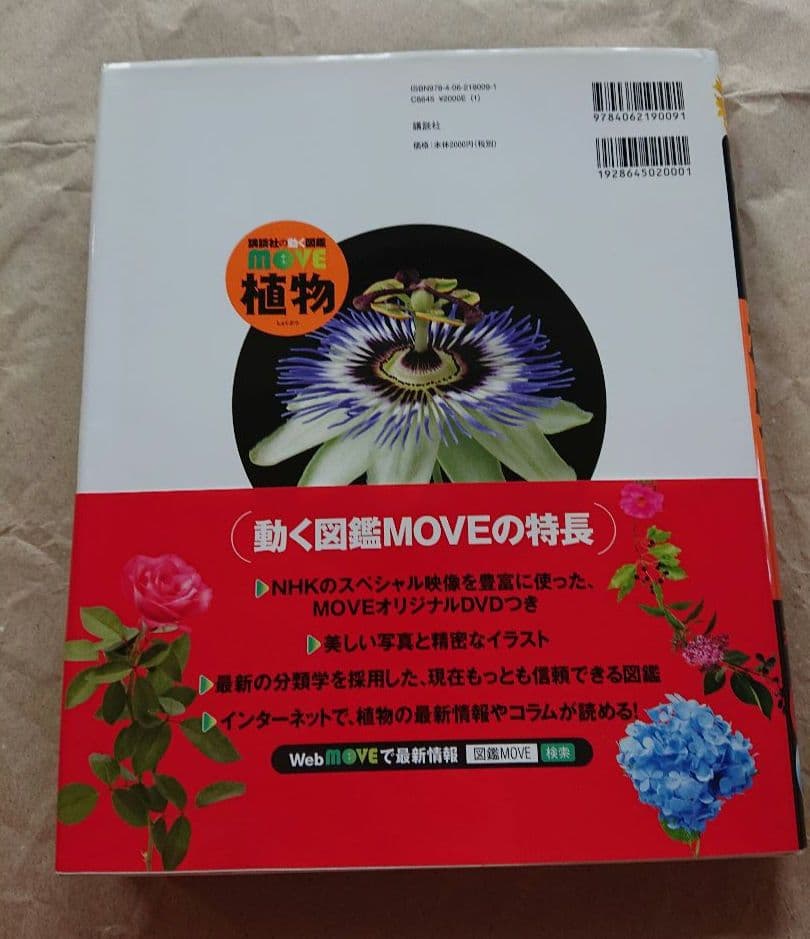 ISBN978-4-06-219009-1
C8645 ¥2000E (1)
講談社
価格：本体2000円（税別）
9784062190091
1928645020001
講談社の動く図鑑
MOVE
植物
しょくぶつ
動く図鑑MOVEの特長
NHKのスペシャル映像を豊富に使った、
MOVEオリジナルDVDつき
美しい写真と精密なイラスト
最新の分類学を採用した、現在もっとも信頼できる図鑑
インターネットで、植物の最新情報やコラムが読める!
Web MOVEで最新情報 図鑑MOVE 検索